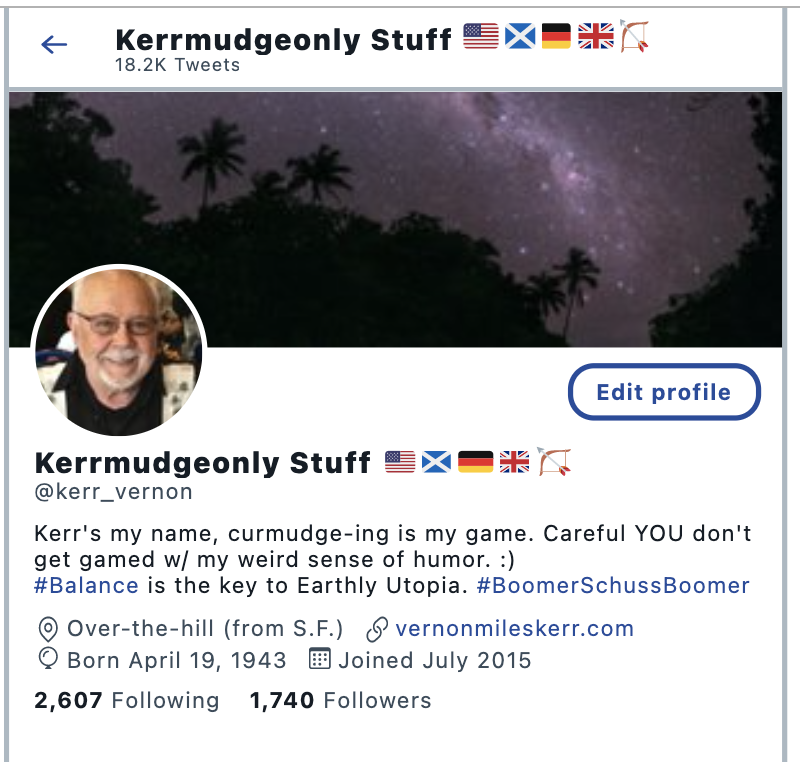 Kerrmudgeonly Stuff 🇺🇸🏴󠁧󠁢󠁳󠁣󠁴󠁿🇩🇪🇬🇧🏹
18.2K Tweets
Edit profile
Kerrmudgeonly Stuff 🇺🇸🏴󠁧󠁢󠁳󠁣󠁴󠁿🇩🇪🇬🇧🏹
@kerr_vernon
Kerr's my name, curmudge-ing is my game. Careful YOU don't
get gamed w/ my weird sense of humor. :)
#Balance is the key to Earthly Utopia. #BoomerSchussBoomer
Over-the-hill (from S.F.) vernonmileskerr.com
Born April 19, 1943 Joined July 2015
2,607 Following 1,740 Followers